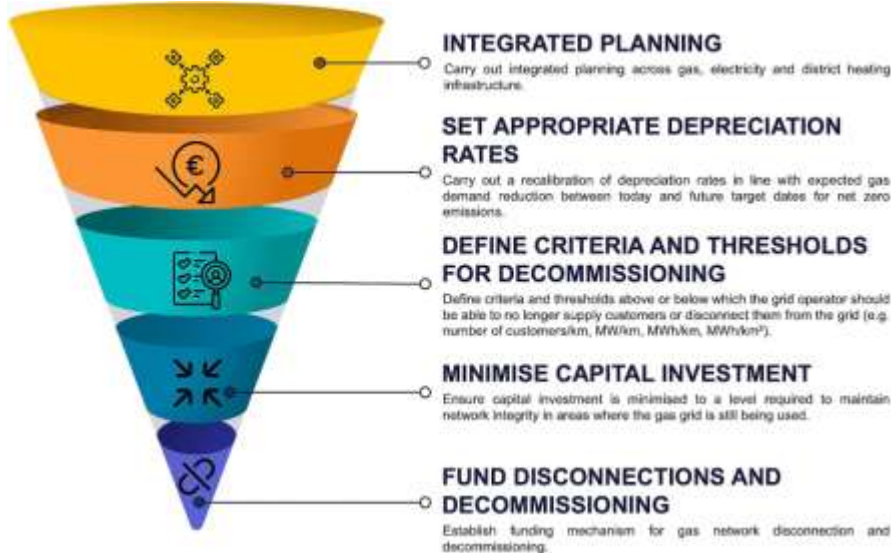 INTEGRATED PLANNING
Carry out integrated planning across gas, electricity and district heating
infrastructure.
SET APPROPRIATE DEPRECIATION
RATES
Carry out a recalibration of depreciation rates in line with expected gas
demand reduction between today and future target dates for net zero
emissions.
€
DEFINE CRITERIA AND THRESHOLDS
FOR DECOMMISSIONING
Define criteria and thresholds above or below which the grid operator should
be able to no longer supply customers or disconnect them from the grid (e.g.
number of customers/km, MW/km, MWh/km, MWh/km²).
MINIMISE CAPITAL INVESTMENT
Ensure capital investment is minimised to a level required to maintain
network integrity in areas where the gas grid is still being used.
FUND DISCONNECTIONS AND
DECOMMISSIONING
Establish funding mechanism for gas network disconnection and
decommissioning.